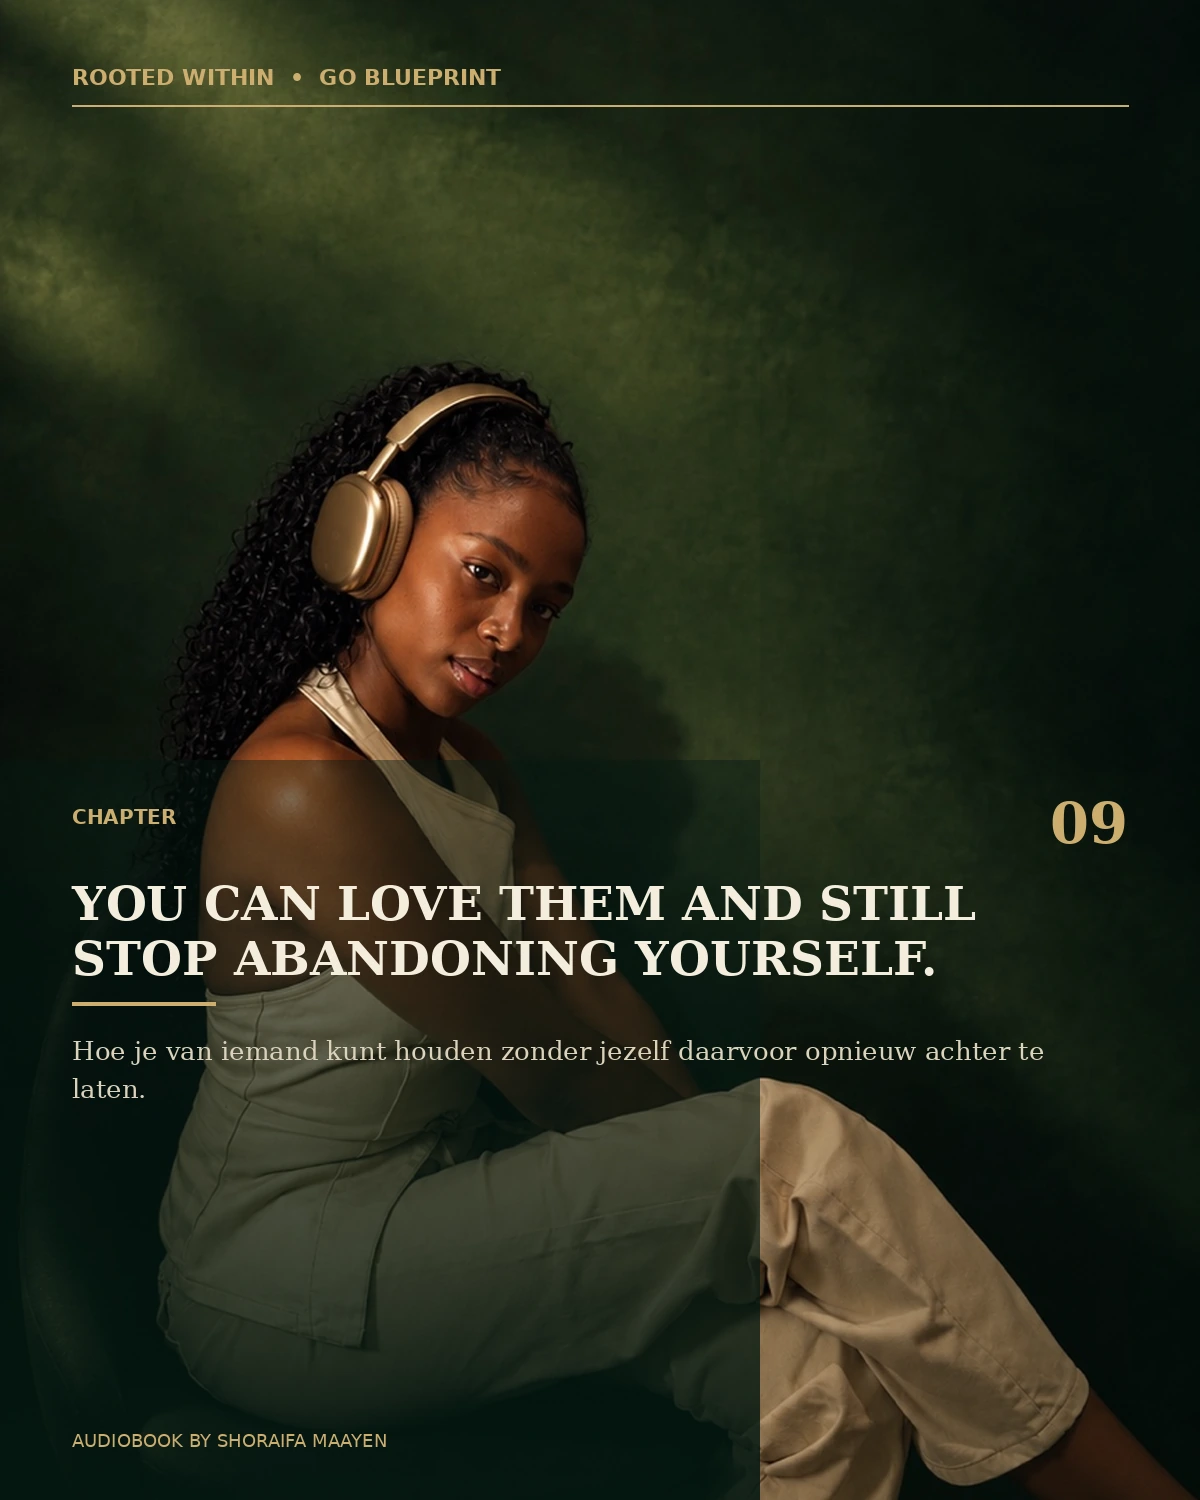 ROOTED WITHIN • GO BLUEPRINT
CHAPTER
09
YOU CAN LOVE THEM AND STILL
STOP ABANDONING YOURSELF.
Hoe je van iemand kunt houden zonder jezelf daarvoor opnieuw achter te
laten.
AUDIOBOOK BY SHORAIFA MAAYEN